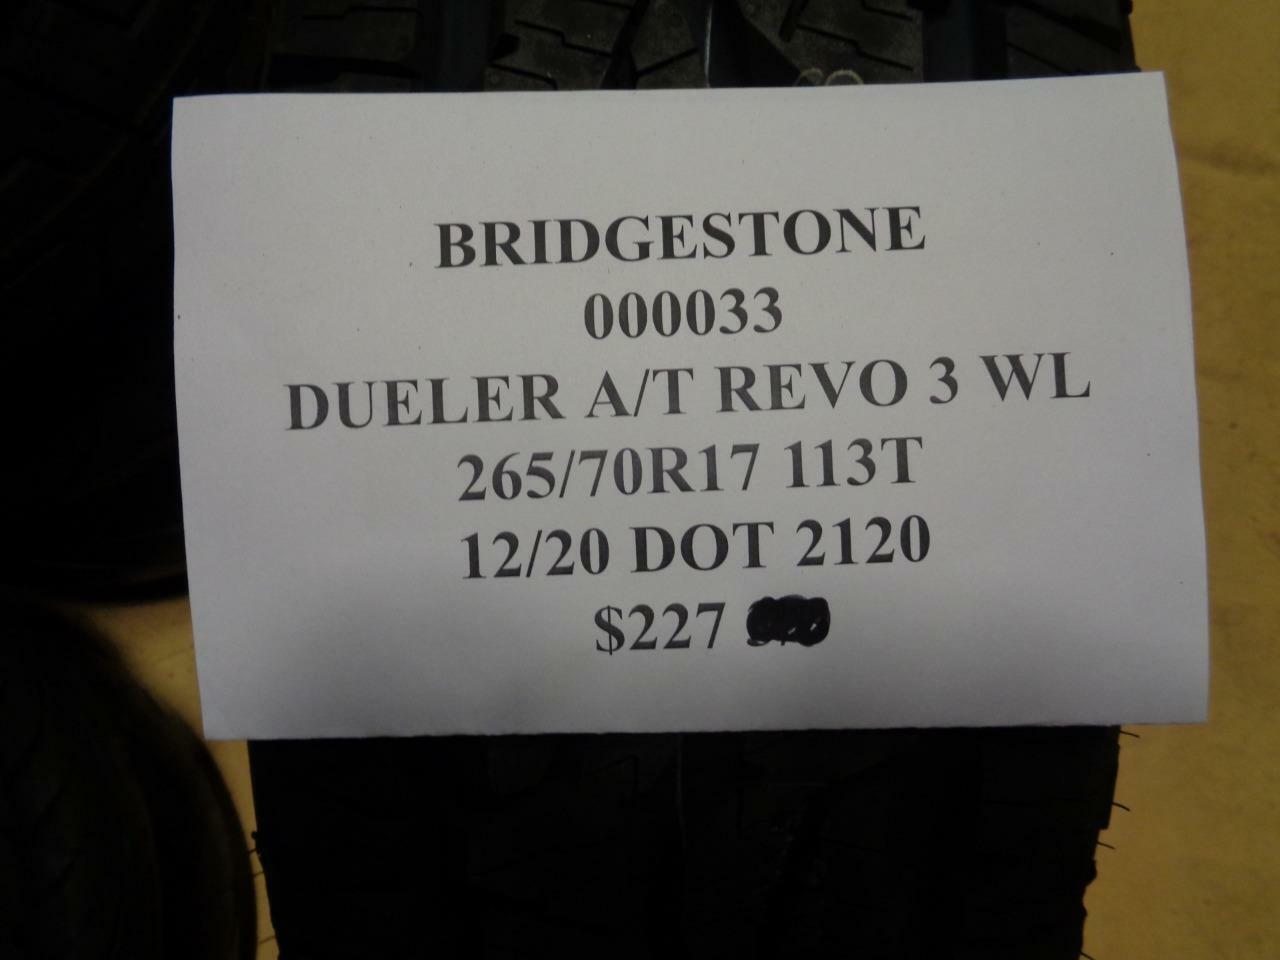 BRIDGESTONE
000033
DUELER A/T REVO 3 WL
265/70R17 113T
12/20 DOT 2120
$227